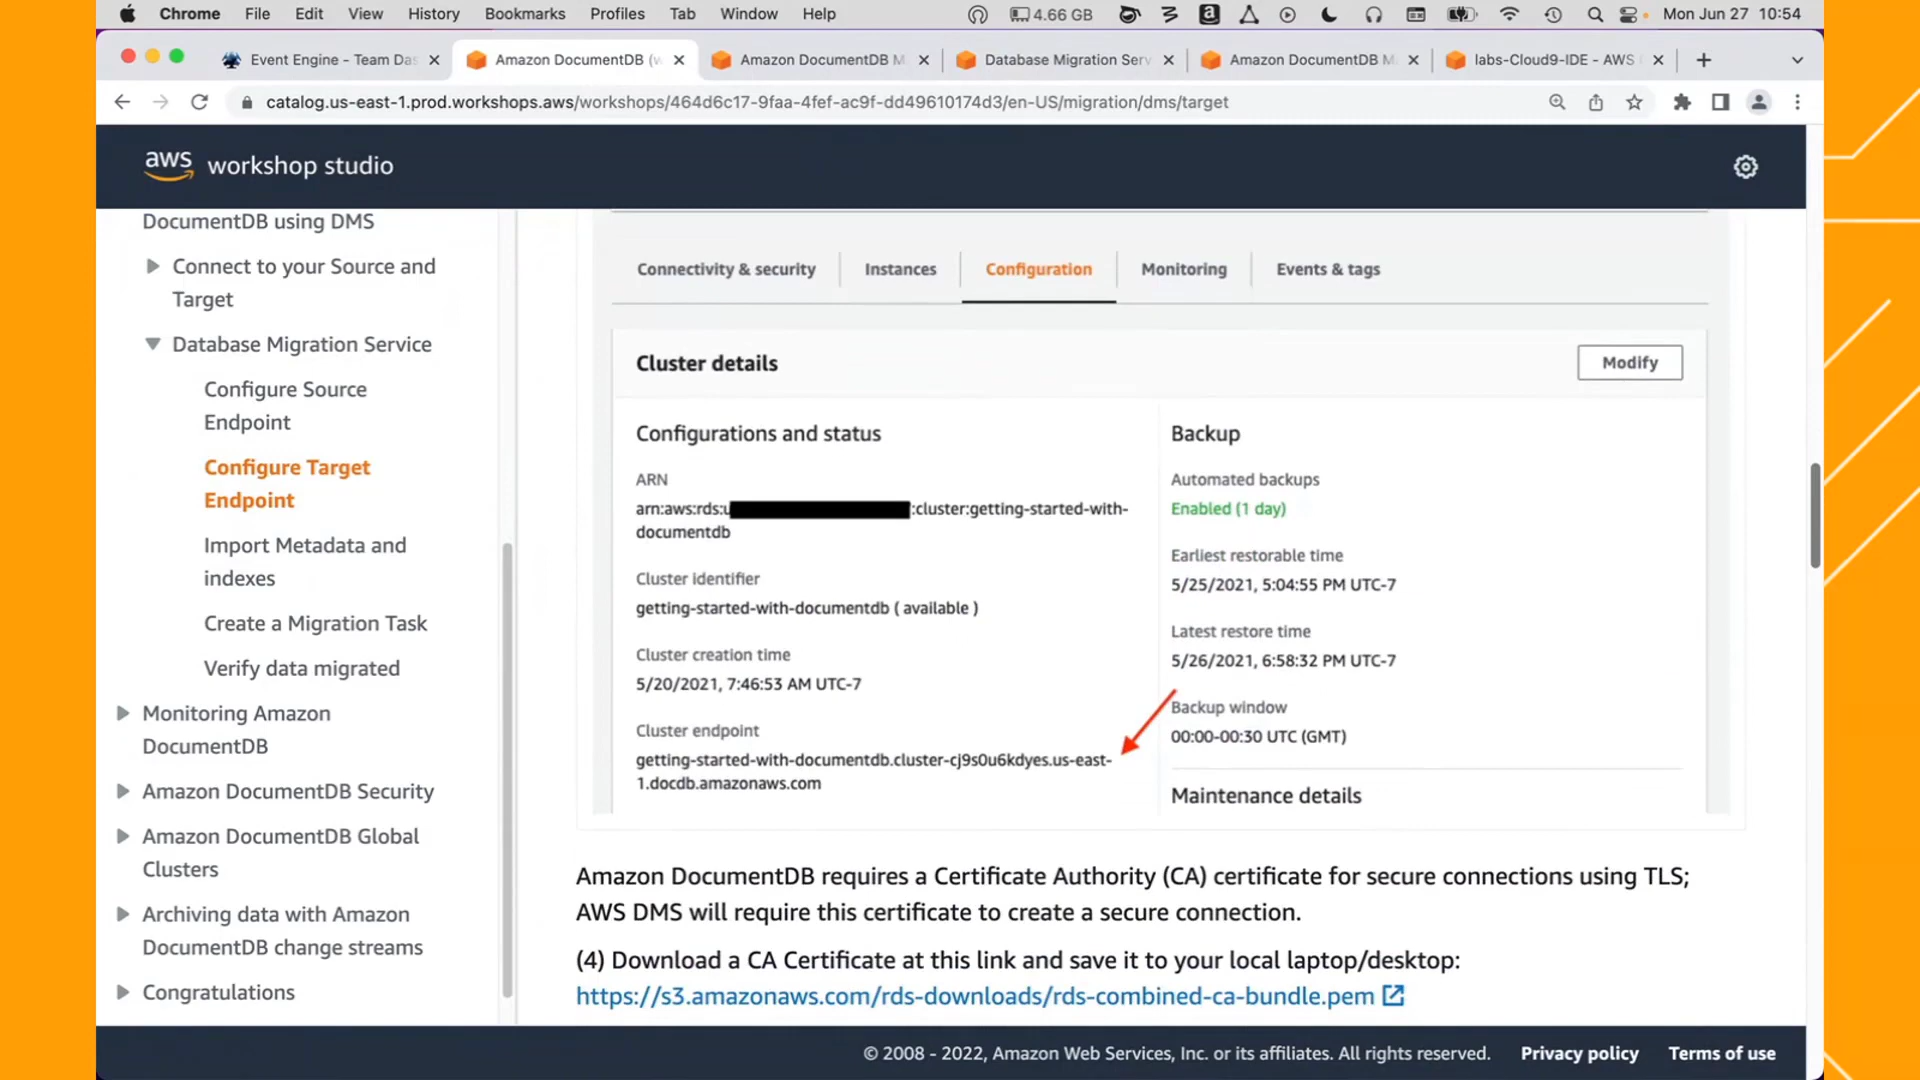 Chrome File Edit View History Bookmarks Profiles Tab Window Help 4.66 GB Mon Jun 27 10:54
Event Engine - Team Das Amazon DocumentDB (w Amazon DocumentDB M Database Migration Serv Amazon DocumentDB M labs-Cloud9-IDE - AWS
catalog.us-east-1.prod.workshops.aws/workshops/464d6c17-9faa-4fef-ac9f-dd49610174d3/en-US/migration/dms/target
aws workshop studio
DocumentDB using DMS
Connect to your Source and
Target
Database Migration Service
Configure Source
Endpoint
Configure Target
Endpoint
Import Metadata and
indexes
Create a Migration Task
Verify data migrated
Monitoring Amazon
DocumentDB
Amazon DocumentDB Security
Amazon DocumentDB Global
Clusters
Archiving data with Amazon
DocumentDB change streams
Congratulations
Connectivity & security Instances Configuration Monitoring Events & tags
Cluster details Modify
Configurations and status
ARN
arn:aws:rds:u :cluster:getting-started-with-
documentdb
Cluster identifier
getting-started-with-documentdb ( available )
Cluster creation time
5/20/2021, 7:46:53 AM UTC-7
Cluster endpoint
getting-started-with-documentdb.cluster-cj9s0u6kdyes.us-east-
1.docdb.amazonaws.com
Backup
Automated backups
Enabled (1 day)
Earliest restorable time
5/25/2021, 5:04:55 PM UTC-7
Latest restore time
5/26/2021, 6:58:32 PM UTC-7
Backup window
00:00-00:30 UTC (GMT)
Maintenance details
Amazon DocumentDB requires a Certificate Authority (CA) certificate for secure connections using TLS;
AWS DMS will require this certificate to create a secure connection.
(4) Download a CA Certificate at this link and save it to your local laptop/desktop:
https://s3.amazonaws.com/rds-downloads/rds-combined-ca-bundle.pem
© 2008 - 2022, Amazon Web Services, Inc. or its affiliates. All rights reserved. Privacy policy Terms of use